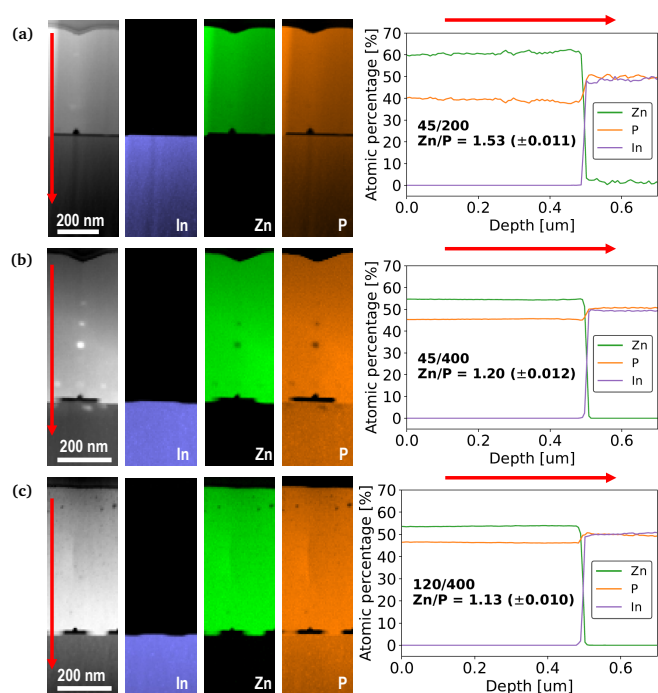 (a)
200 nm
In
Zn
P
Atomic percentage [%]
70
60
50
40
30
20
10
0
45/200
Zn/P = 1.53 (±0.011)
Zn
P
In
0.0
0.2
0.4
0.6
Depth [um]
(b)
200 nm
In
Zn
P
Atomic percentage [%]
70
60
50
40
30
20
10
0
45/400
Zn/P = 1.20 (±0.012)
Zn
P
In
0.0
0.2
0.4
0.6
Depth [um]
(c)
200 nm
In
Zn
P
Atomic percentage [%]
70
60
50
40
30
20
10
0
120/400
Zn/P = 1.13 (±0.010)
Zn
P
In
0.0
0.2
0.4
0.6
Depth [um]